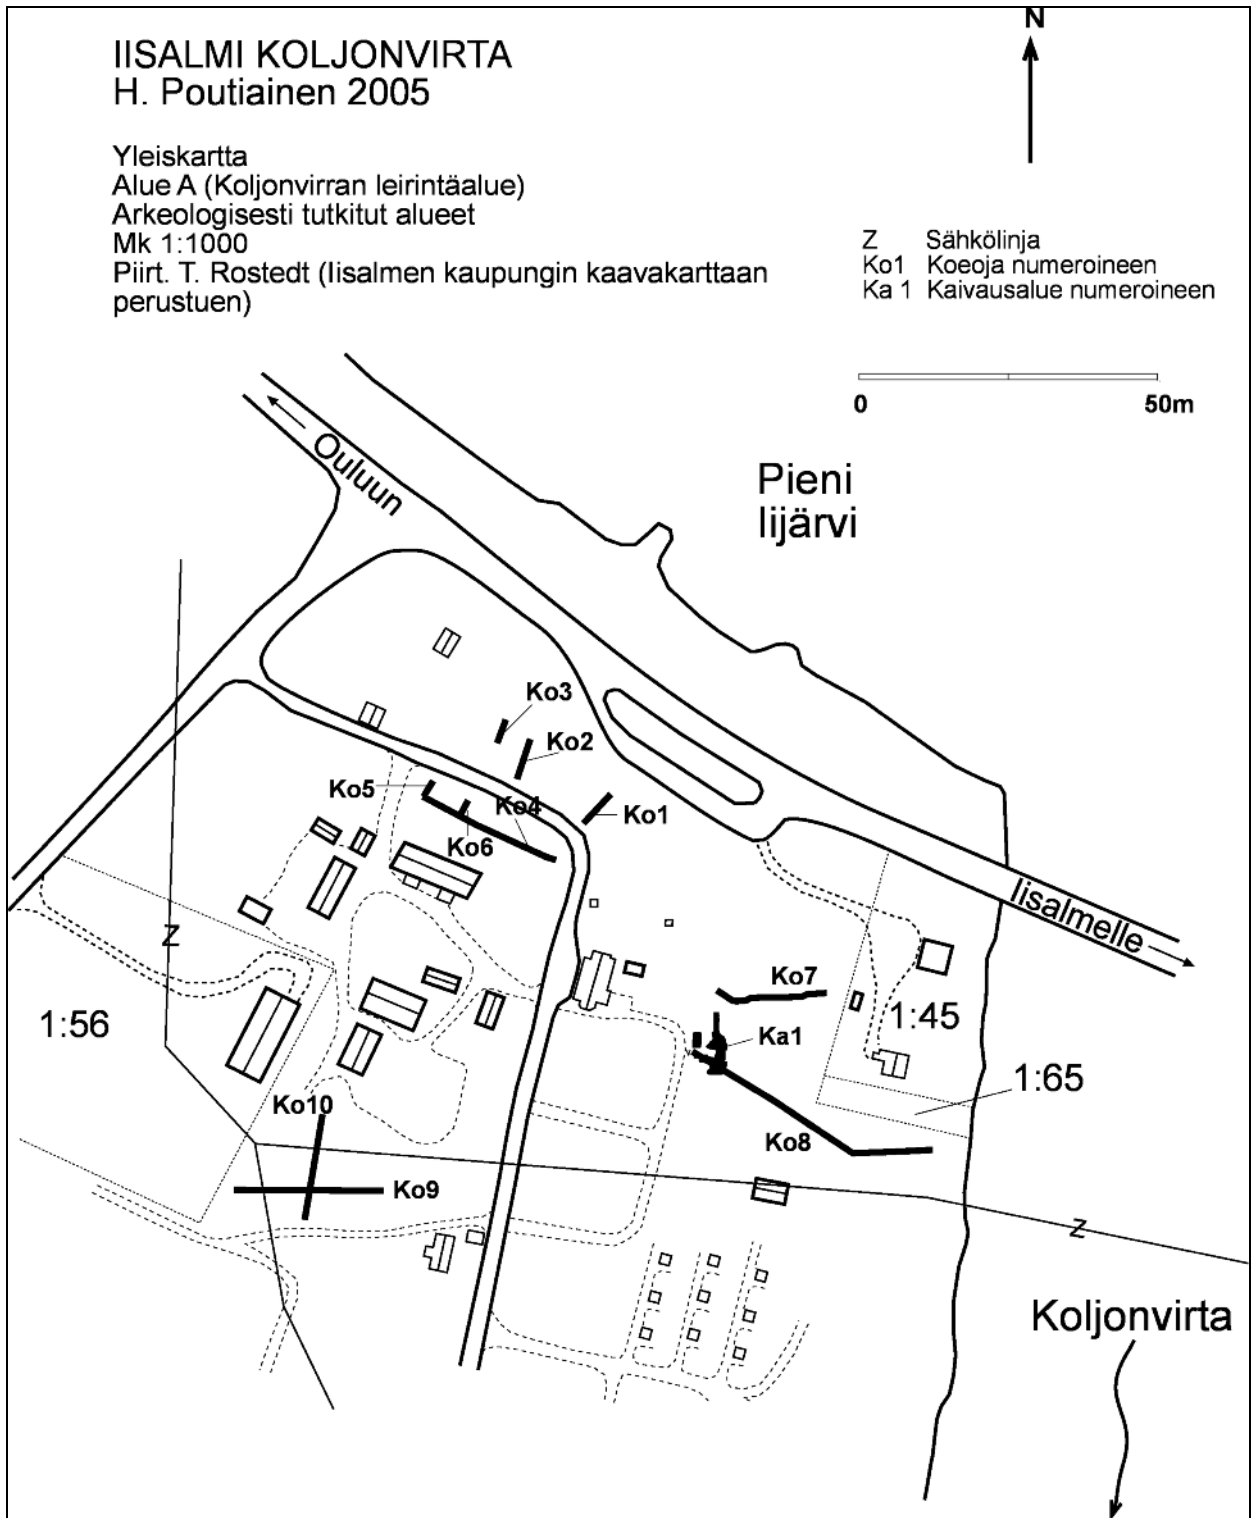 N
IISALMI KOLJONVIRTA
H. Poutiainen 2005
Yleiskartta
Alue A (Koljonvirran leirintäalue)
Arkeologisesti tutkitut alueet
Mk 1:1000
Piirt. T. Rostedt (Iisalmen kaupungin kaavakarttaan
perustuen)
Z Sähkölinja
Ko1 Koeoja numeroineen
Ka 1 Kaivausalue numeroineen
0 50m
Ouluun
Pieni
Iijärvi
Ko3
Ko2
Ko5
Ko4
Ko1
Ko6
Iisalmelle
Z
Ko7
1:56
1:45
Ka1
1:65
Ko10
Ko8
Ko9
Z
Koljonvirta